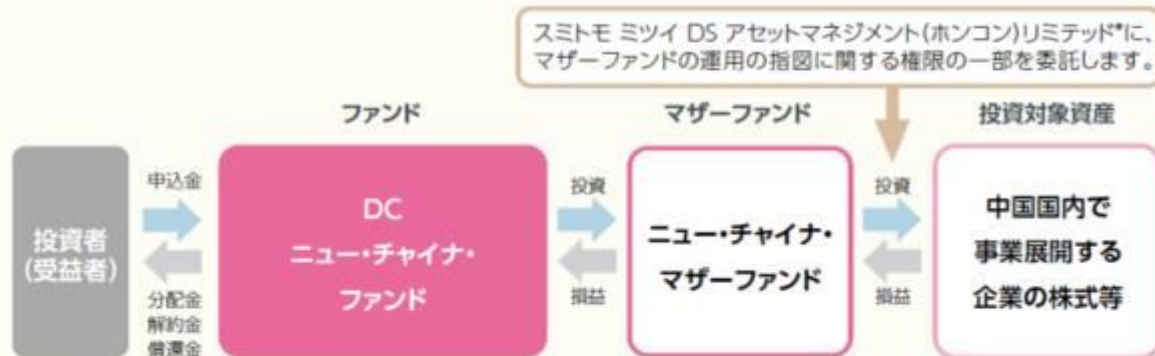 スミトモ ミツイ DS アセットマネジメント(ホンコン)リミテッド*に、
マザーファンドの運用の指図に関する権限の一部を委託します。
ファンド
マザーファンド
投資対象資産
投資者
(受益者)
申込金
分配金
解約金
償還金
DC
ニュー・チャイナ・
ファンド
投資
損益
ニュー・チャイナ・
マザーファンド
投資
損益
中国国内で
事業展開する
企業の株式等